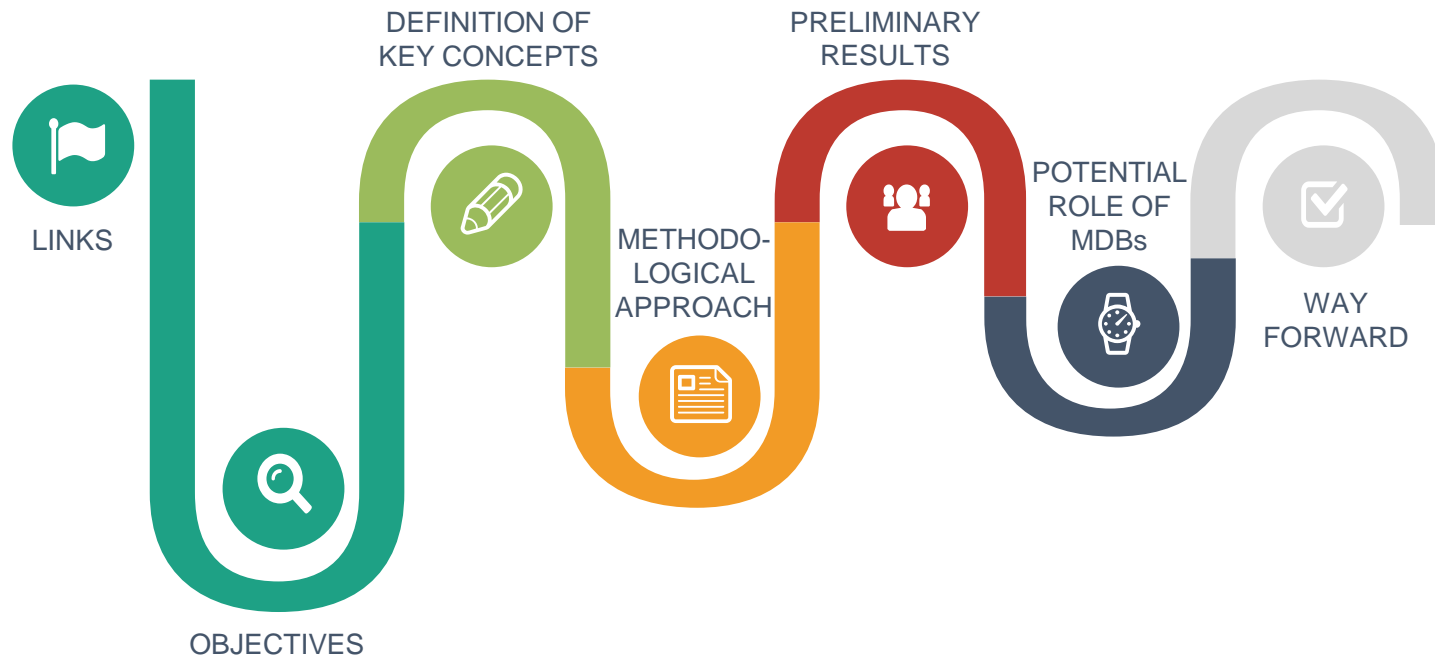 LINKS
OBJECTIVES
DEFINITION OF
KEY CONCEPTS
METHODO-
LOGICAL
APPROACH
PRELIMINARY
RESULTS
POTENTIAL
ROLE OF
MDBs
WAY
FORWARD